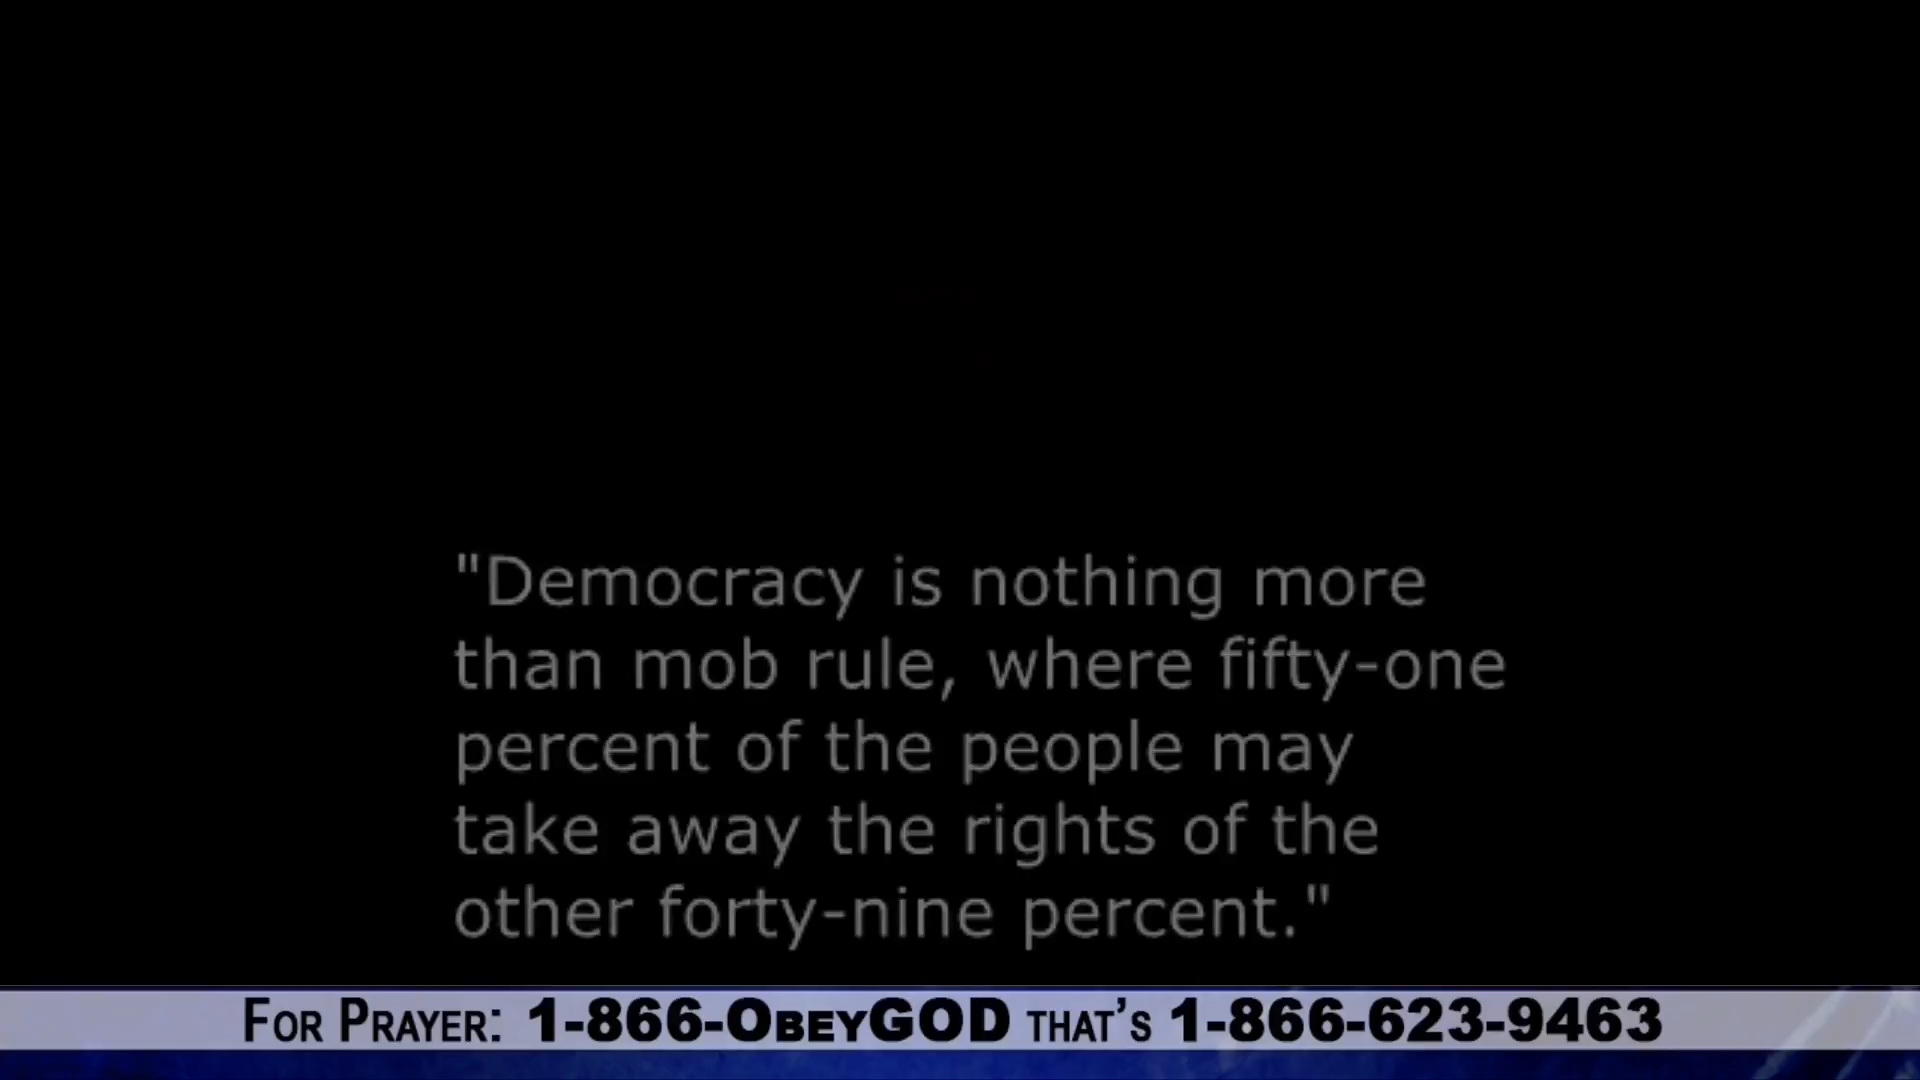 "Democracy is nothing more
than mob rule, where fifty-one
percent of the people may
take away the rights of the
other forty-nine percent."
For Prayer: 1-866-ObeyGOD that's 1-866-623-9463